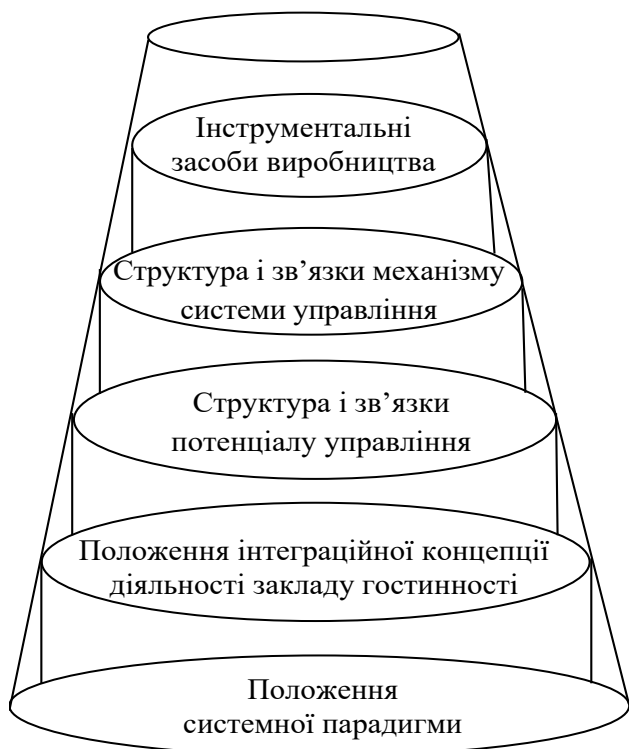 Інструментальні
засоби виробництва
Структура і зв’язки механізму
системи управління
Структура і зв’язки
потенціалу управління
Положення інтеграційної концепції
діяльності закладу гостинності
Положення
системної парадигми